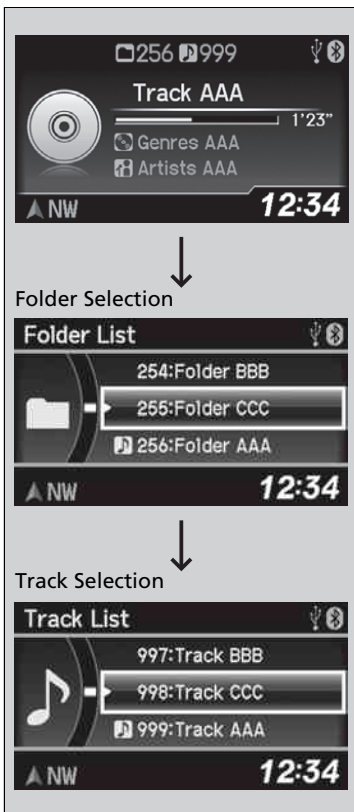 256 999
Track AAA
1'23"
Genres AAA
Artists AAA
NW 12:34
Folder Selection
Folder List
254:Folder BBB
255:Folder CCC
256:Folder AAA
NW 12:34
Track Selection
Track List
997:Track BBB
998:Track CCC
999:Track AAA
NW 12:34